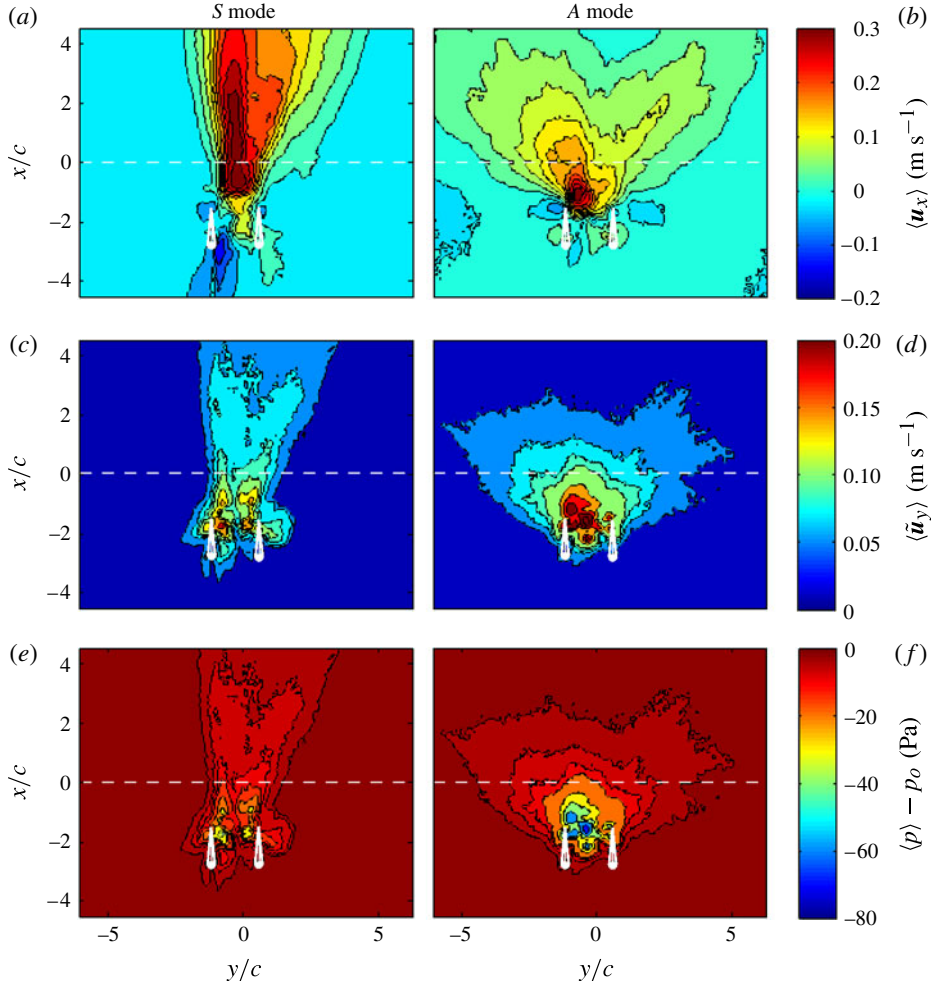 S mode A mode
(a) (b)
4 0.3
2 0.2
x/c 0 0.1 ⟨u_x⟩ (m s⁻¹)
−2 0
−4 −0.1
−0.2
(c) (d)
4 0.20
2 0.15
x/c 0 0.10 ⟨ũ_y⟩ (m s⁻¹)
−2 0.05
−4 0
(e) (f)
4 0
2 −20
x/c 0 −40 ⟨p⟩ − p_o (Pa)
−2 −60
−4 −80
−5 0 5 −5 0 5
y/c y/c